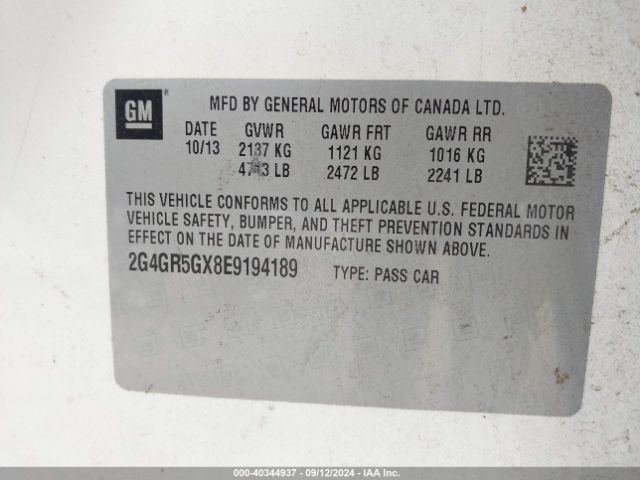 GM
MFD BY GENERAL MOTORS OF CANADA LTD.
DATE GVWR GAWR FRT GAWR RR
10/13 2137 KG 1121 KG 1016 KG
LB 2472 LB 2241 LB
THIS VEHICLE CONFORMS TO ALL APPLICABLE U.S. FEDERAL MOTOR
VEHICLE SAFETY, BUMPER, AND THEFT PREVENTION STANDARDS IN
EFFECT ON THE DATE OF MANUFACTURE SHOWN ABOVE.
2G4GR5GX8E9194189 TYPE: PASS CAR
000-40344937 - 09/12/2024 - IAA Inc.